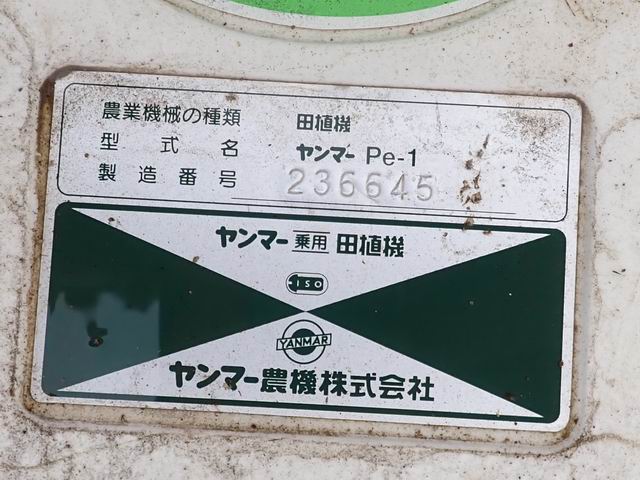 農業機械の種類 田植機
型式名 ヤンマー Pe-1
製造番号 236645
ヤンマー 乗用 田植機
ISO
YANMAR
ヤンマー農機株式会社